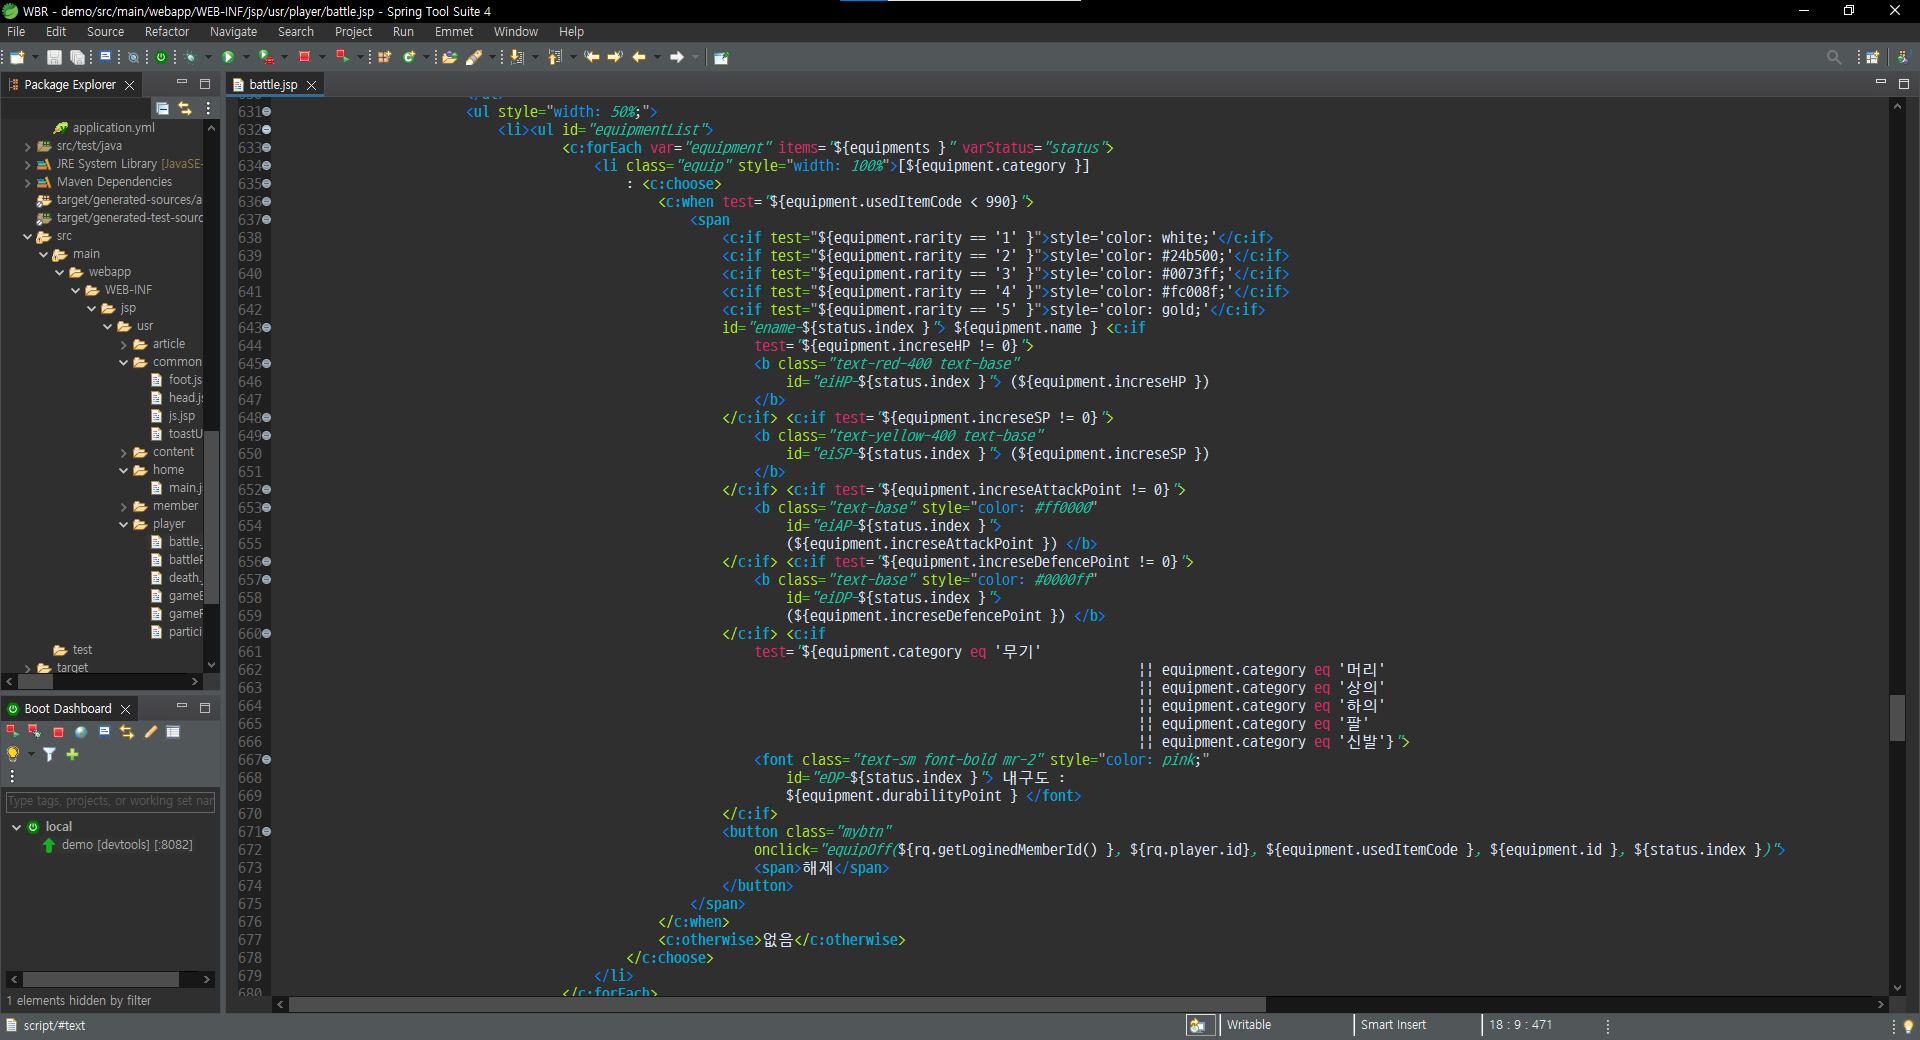 WBR - demo/src/main/webapp/WEB-INF/jsp/usr/player/battle.jsp - Spring Tool Suite 4
File Edit Source Refactor Navigate Search Project Run Emmet Window Help
Package Explorer
application.yml
src/test/java
JRE System Library [JavaSE-
Maven Dependencies
target/generated-sources/a
target/generated-test-sourc
src
main
webapp
WEB-INF
jsp
usr
article
common
foot.js
head.js
js.jsp
toastU
content
home
main.j
member
player
battle.
battleF
death.
gameE
gameF
partici
test
target
Boot Dashboard
Type tags, projects, or working set nar
local
demo [devtools] [:8082]
1 elements hidden by filter
battle.jsp
631 <ul style="width: 50%;">
632 <li><ul id="equipmentList">
633 <c:forEach var="equipment" items="${equipments }" varStatus="status">
634 <li class="equip" style="width: 100%">[${equipment.category }]
635 : <c:choose>
636 <c:when test="${equipment.usedItemCode < 990}">
637 <span
638 <c:if test="${equipment.rarity == '1' }">style='color: white;'</c:if>
639 <c:if test="${equipment.rarity == '2' }">style='color: #24b500;'</c:if>
640 <c:if test="${equipment.rarity == '3' }">style='color: #0073ff;'</c:if>
641 <c:if test="${equipment.rarity == '4' }">style='color: #fc008f;'</c:if>
642 <c:if test="${equipment.rarity == '5' }">style='color: gold;'</c:if>
643 id="ename-${status.index }"> ${equipment.name } <c:if
644 test="${equipment.increseHP != 0}">
645 <b class="text-red-400 text-base"
646 id="eiHP-${status.index }"> (${equipment.increseHP })
647 </b>
648 </c:if> <c:if test="${equipment.increseSP != 0}">
649 <b class="text-yellow-400 text-base"
650 id="eiSP-${status.index }"> (${equipment.increseSP })
651 </b>
652 </c:if> <c:if test="${equipment.increseAttackPoint != 0}">
653 <b class="text-base" style="color: #ff0000"
654 id="eiAP-${status.index }">
655 (${equipment.increseAttackPoint }) </b>
656 </c:if> <c:if test="${equipment.increseDefencePoint != 0}">
657 <b class="text-base" style="color: #0000ff"
658 id="eiDP-${status.index }">
659 (${equipment.increseDefencePoint }) </b>
660 </c:if> <c:if
661 test="${equipment.category eq '무기'
662 || equipment.category eq '머리'
663 || equipment.category eq '상의'
664 || equipment.category eq '하의'
665 || equipment.category eq '팔'
666 || equipment.category eq '신발'}">
667 <font class="text-sm font-bold mr-2" style="color: pink;"
668 id="eDP-${status.index }"> 내구도 :
669 ${equipment.durabilityPoint } </font>
670 </c:if>
671 <button class="mybtn"
672 onclick="equipOff(${rq.getLoginedMemberId() }, ${rq.player.id}, ${equipment.usedItemCode }, ${equipment.id }, ${status.index })">
673 <span>해제</span>
674 </button>
675 </span>
676 </c:when>
677 <c:otherwise>없음</c:otherwise>
678 </c:choose>
679 </li>
680 </c:forEach>
script/#text
Writable
Smart Insert
18 : 9 : 471